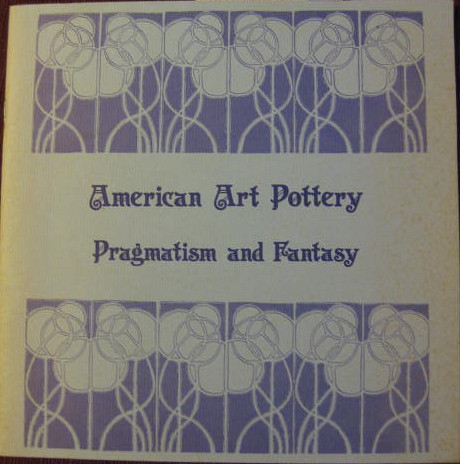 American Art Pottery
Pragmatism and Fantasy